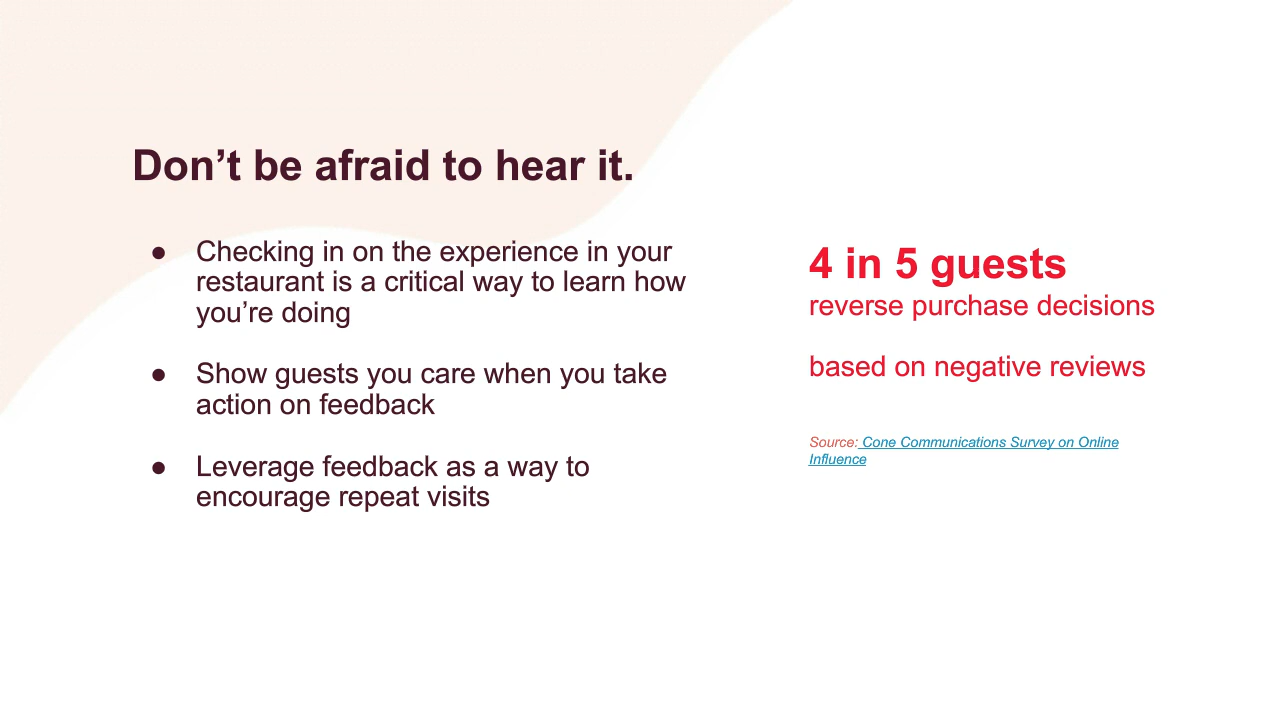 Don’t be afraid to hear it.
● Checking in on the experience in your
restaurant is a critical way to learn how
you’re doing
● Show guests you care when you take
action on feedback
● Leverage feedback as a way to
encourage repeat visits
4 in 5 guests
reverse purchase decisions
based on negative reviews
Source: Cone Communications Survey on Online
Influence